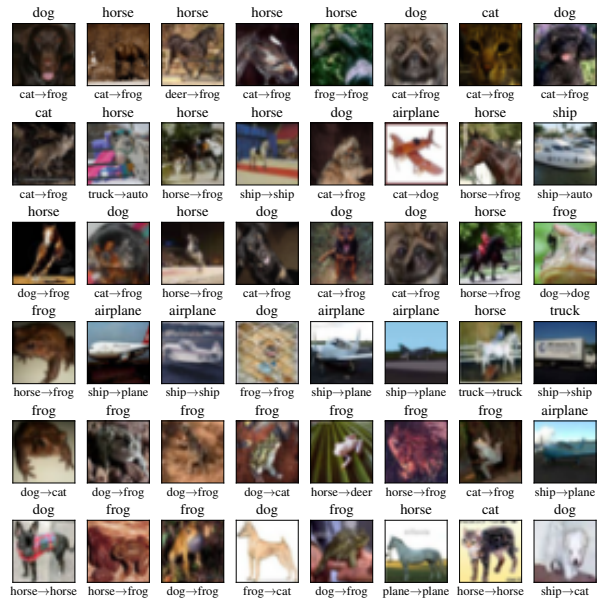 dog horse horse horse horse dog cat dog
cat→frog cat→frog deer→frog cat→frog frog→frog cat→frog cat→frog cat→frog
cat horse horse horse dog airplane horse ship
cat→frog truck→auto horse→frog ship→ship cat→frog cat→dog cat→frog ship→auto
horse dog horse dog dog dog horse frog
dog→frog cat→frog horse→frog cat→frog cat→frog cat→frog horse→frog dog→dog
frog airplane airplane dog airplane airplane horse truck
horse→frog ship→plane ship→ship frog→frog ship→plane ship→plane truck→truck ship→ship
frog frog frog frog frog frog frog airplane
dog→cat dog→frog dog→frog dog→cat horse→deer horse→frog cat→frog ship→plane
dog frog frog dog frog horse cat dog
horse→horse horse→frog dog→frog frog→cat dog→frog plane→plane horse→horse ship→cat